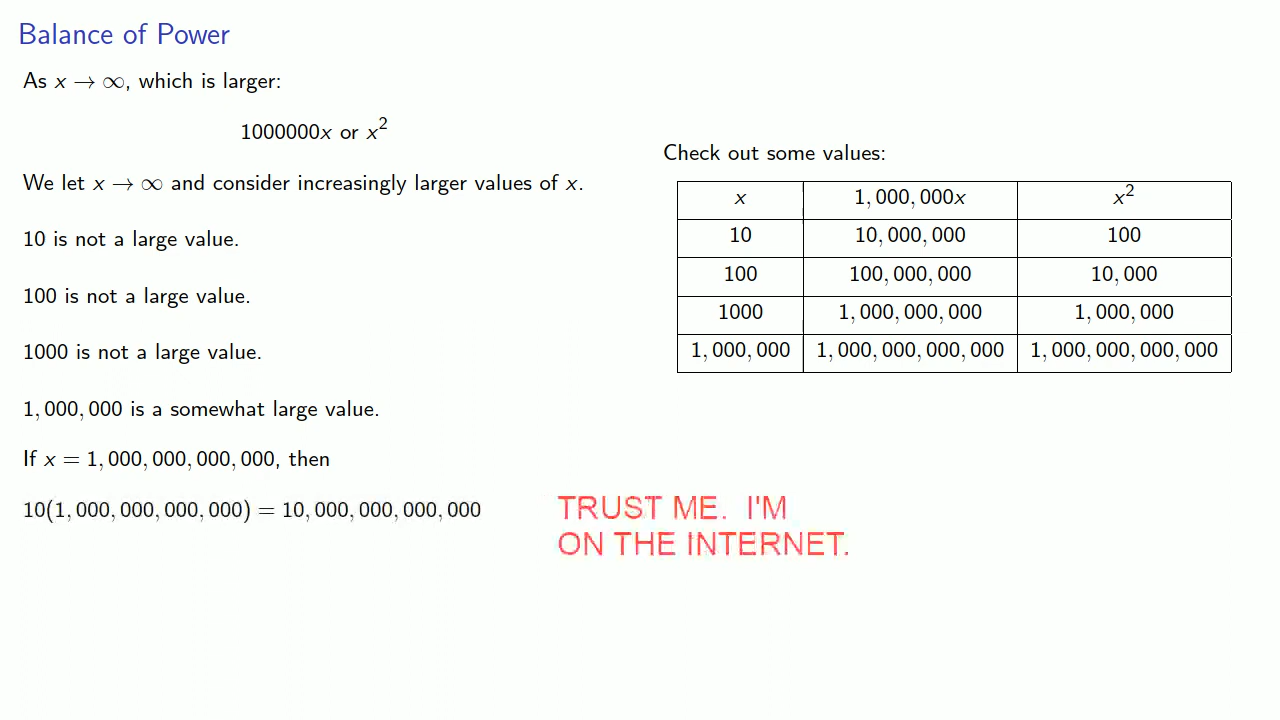 Balance of Power
As x → ∞, which is larger:
1000000x or x²
We let x → ∞ and consider increasingly larger values of x.
10 is not a large value.
100 is not a large value.
1000 is not a large value.
1,000,000 is a somewhat large value.
If x = 1,000,000,000,000, then
10(1,000,000,000,000) = 10,000,000,000,000
Check out some values:
x 1,000,000x x²
10 10,000,000 100
100 100,000,000 10,000
1000 1,000,000,000 1,000,000
1,000,000 1,000,000,000,000 1,000,000,000,000
TRUST ME. I'M
ON THE INTERNET.